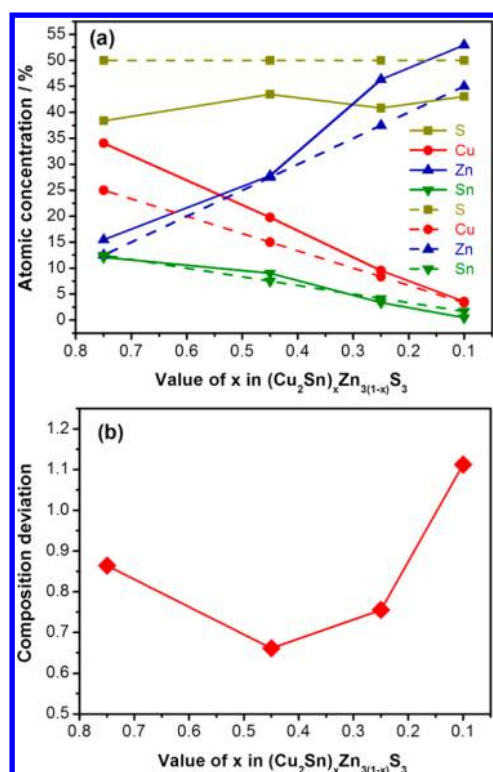 (a)
Atomic concentration / %
55
50
45
40
35
30
25
20
15
10
5
0
S
Cu
Zn
Sn
S
Cu
Zn
Sn
0.8 0.7 0.6 0.5 0.4 0.3 0.2 0.1
Value of x in (Cu₂Sn)ₓZn₃₍₁₋ₓ₎S₃
(b)
Composition deviation
1.2
1.1
1.0
0.9
0.8
0.7
0.6
0.5
0.8 0.7 0.6 0.5 0.4 0.3 0.2 0.1
Value of x in (Cu₂Sn)ₓZn₃₍₁₋ₓ₎S₃